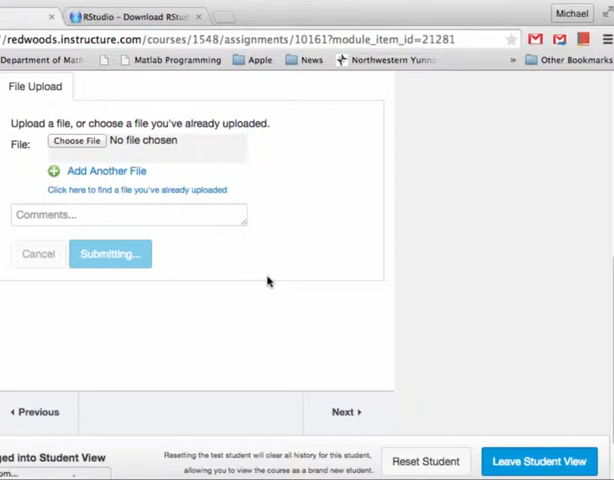 RStudio - Download RStud
Michael
/redwoods.instructure.com/courses/1548/assignments/10161?module_item_id=21281
Department of Math Matlab Programming Apple News Northwestern Yunna » Other Bookmarks
File Upload
Upload a file, or choose a file you've already uploaded.
File: Choose File No file chosen
Add Another File
Click here to find a file you've already uploaded
Comments...
Cancel Submitting...
Previous Next
ged into Student View
Resetting the test student will clear all history for this student,
allowing you to view the course as a brand new student.
Reset Student Leave Student View
om...